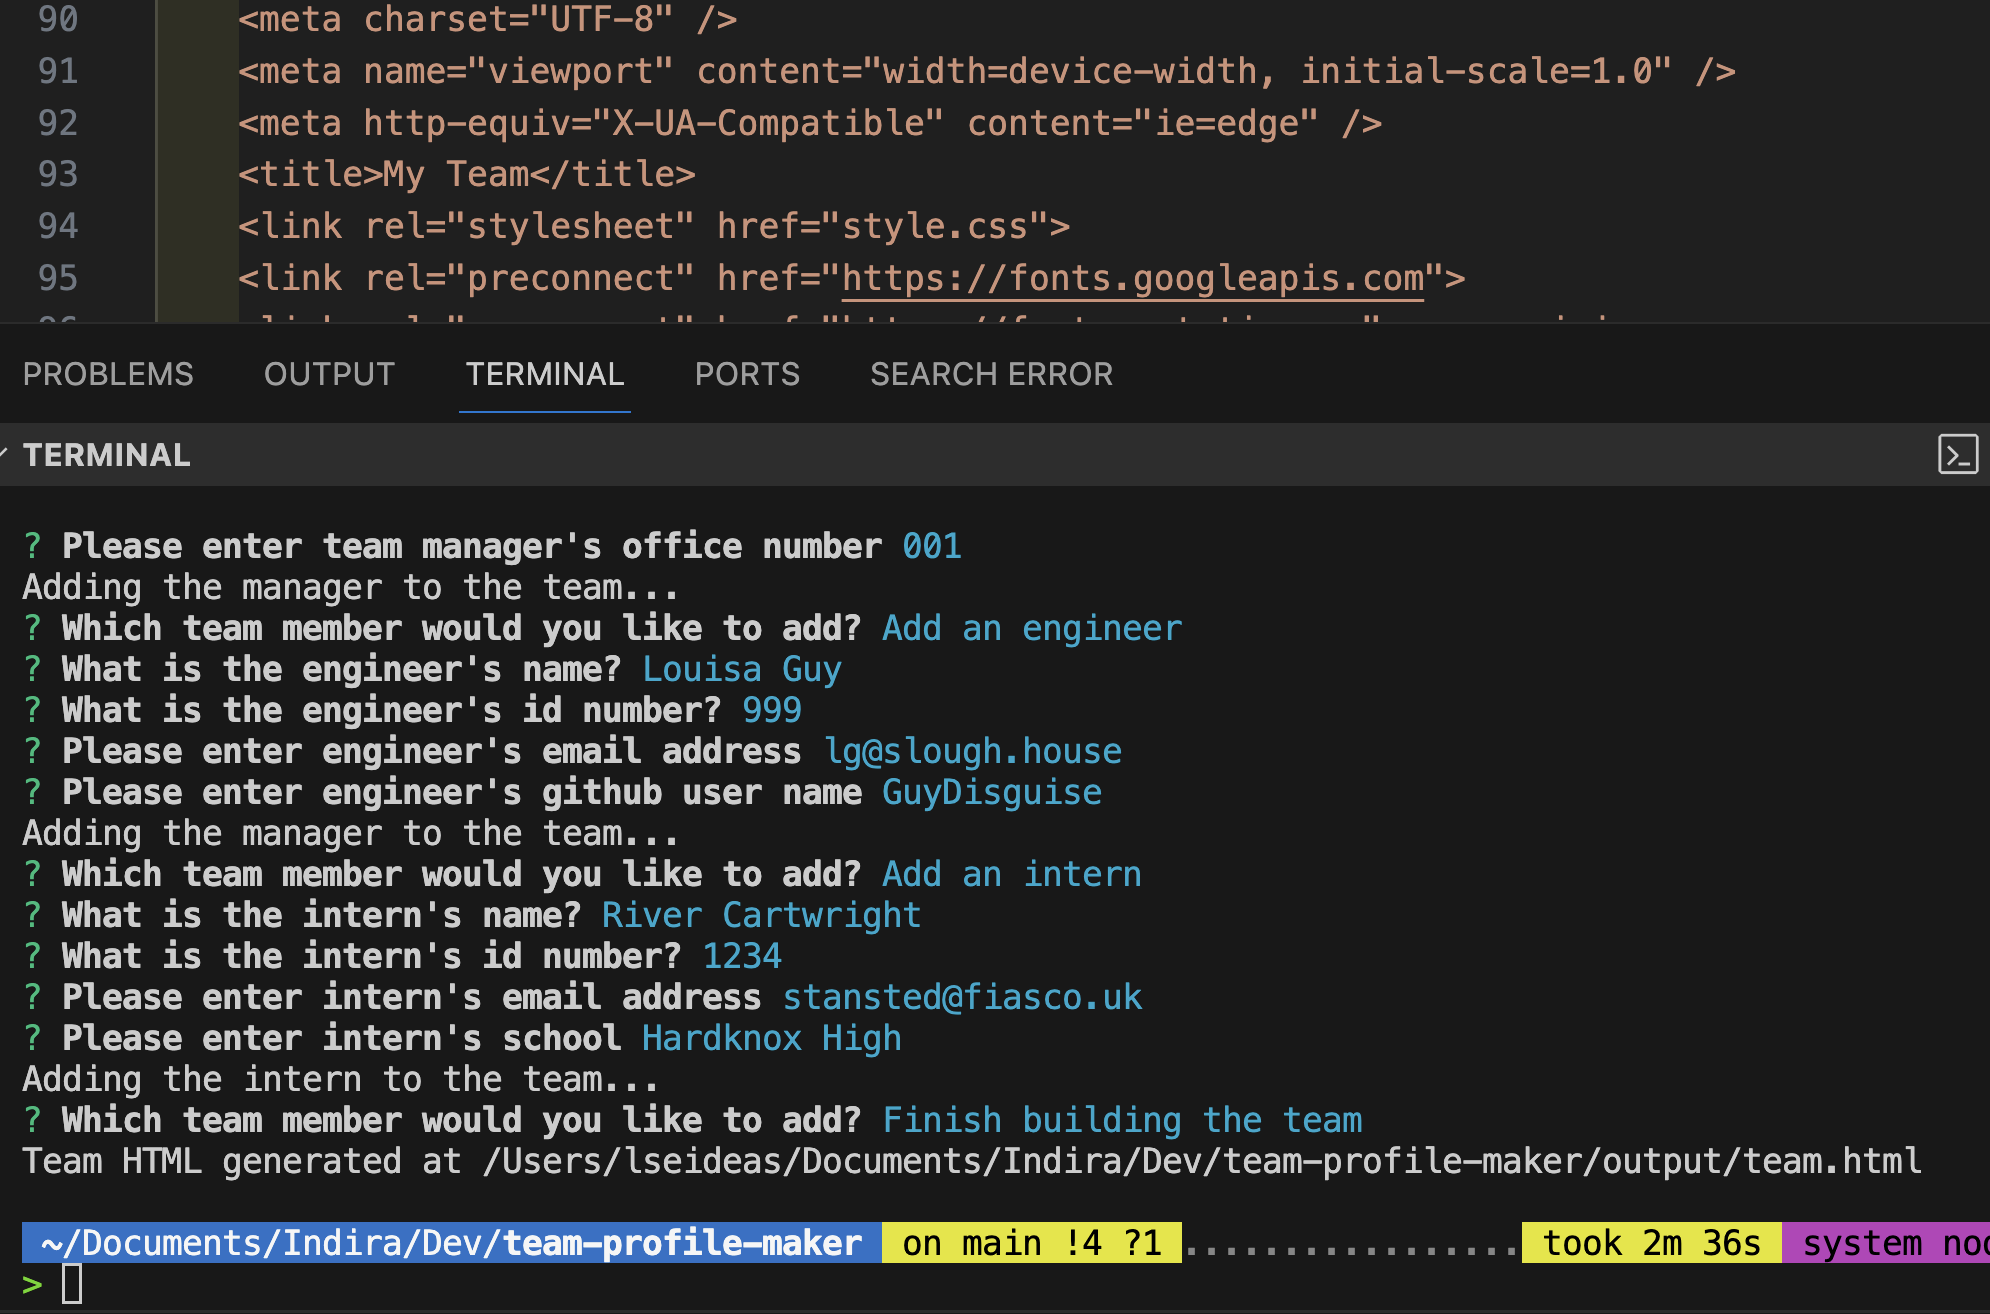 90 <meta charset="UTF-8" />
91 <meta name="viewport" content="width=device-width, initial-scale=1.0" />
92 <meta http-equiv="X-UA-Compatible" content="ie=edge" />
93 <title>My Team</title>
94 <link rel="stylesheet" href="style.css">
95 <link rel="preconnect" href="https://fonts.googleapis.com">
PROBLEMS OUTPUT TERMINAL PORTS SEARCH ERROR
TERMINAL
? Please enter team manager's office number 001
Adding the manager to the team...
? Which team member would you like to add? Add an engineer
? What is the engineer's name? Louisa Guy
? What is the engineer's id number? 999
? Please enter engineer's email address lg@slough.house
? Please enter engineer's github user name GuyDisguise
Adding the manager to the team...
? Which team member would you like to add? Add an intern
? What is the intern's name? River Cartwright
? What is the intern's id number? 1234
? Please enter intern's email address stansted@fiasco.uk
? Please enter intern's school Hardknox High
Adding the intern to the team...
? Which team member would you like to add? Finish building the team
Team HTML generated at /Users/lseideas/Documents/Indira/Dev/team-profile-maker/output/team.html
~/Documents/Indira/Dev/team-profile-maker on main !4 ?1 ................. took 2m 36s system
>